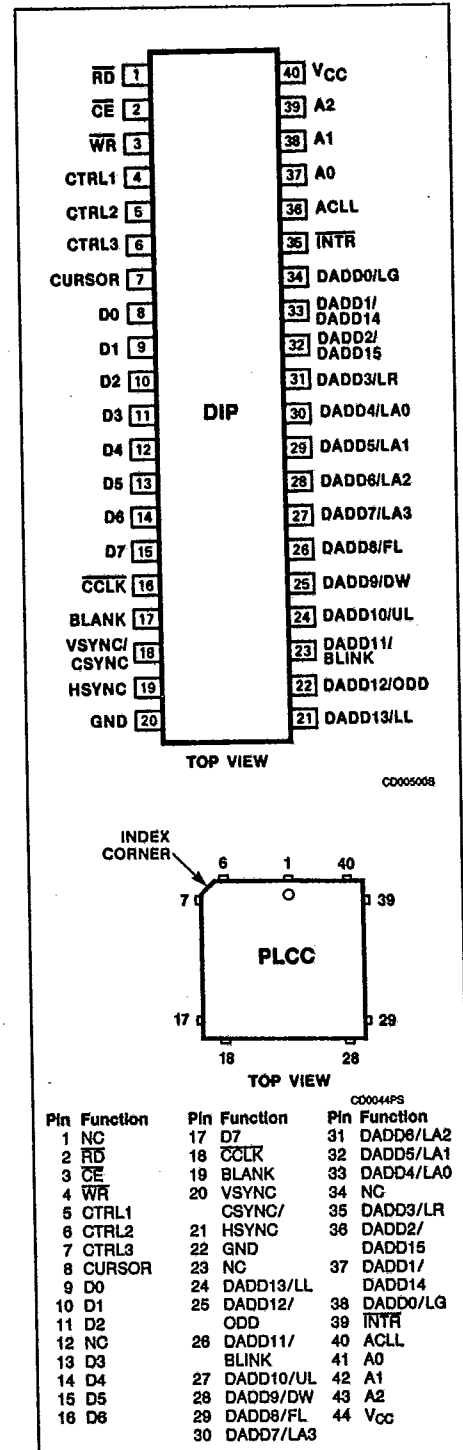 RD 1
CE 2
WR 3
CTRL1 4
CTRL2 5
CTRL3 6
CURSOR 7
D0 8
D1 9
D2 10
D3 11
D4 12
D5 13
D6 14
D7 15
CCLK 16
BLANK 17
VSYNC/
CSYNC 18
HSYNC 19
GND 20
DIP
40 VCC
39 A2
38 A1
37 A0
36 ACLL
35 INTR
34 DADD0/LG
33 DADD1/
DADD14
32 DADD2/
DADD15
31 DADD3/LR
30 DADD4/LA0
29 DADD5/LA1
28 DADD6/LA2
27 DADD7/LA3
26 DADD8/FL
25 DADD9/DW
24 DADD10/UL
23 DADD11/
BLINK
22 DADD12/ODD
21 DADD13/LL
TOP VIEW
CD00500S
INDEX
CORNER
6 1 40
7 39
PLCC
17 29
18 28
TOP VIEW
CD0044PS
Pin Function
1 NC
2 RD
3 CE
4 WR
5 CTRL1
6 CTRL2
7 CTRL3
8 CURSOR
9 D0
10 D1
11 D2
12 NC
13 D3
14 D4
15 D5
16 D6
Pin Function
17 D7
18 CCLK
19 BLANK
20 VSYNC
CSYNC/
21 HSYNC
22 GND
23 NC
24 DADD13/LL
25 DADD12/
ODD
26 DADD11/
BLINK
27 DADD10/UL
28 DADD9/DW
29 DADD8/FL
30 DADD7/LA3
Pin Function
31 DADD6/LA2
32 DADD5/LA1
33 DADD4/LA0
34 NC
35 DADD3/LR
36 DADD2/
DADD15
37 DADD1/
DADD14
38 DADD0/LG
39 INTR
40 ACLL
41 A0
42 A1
43 A2
44 VCC